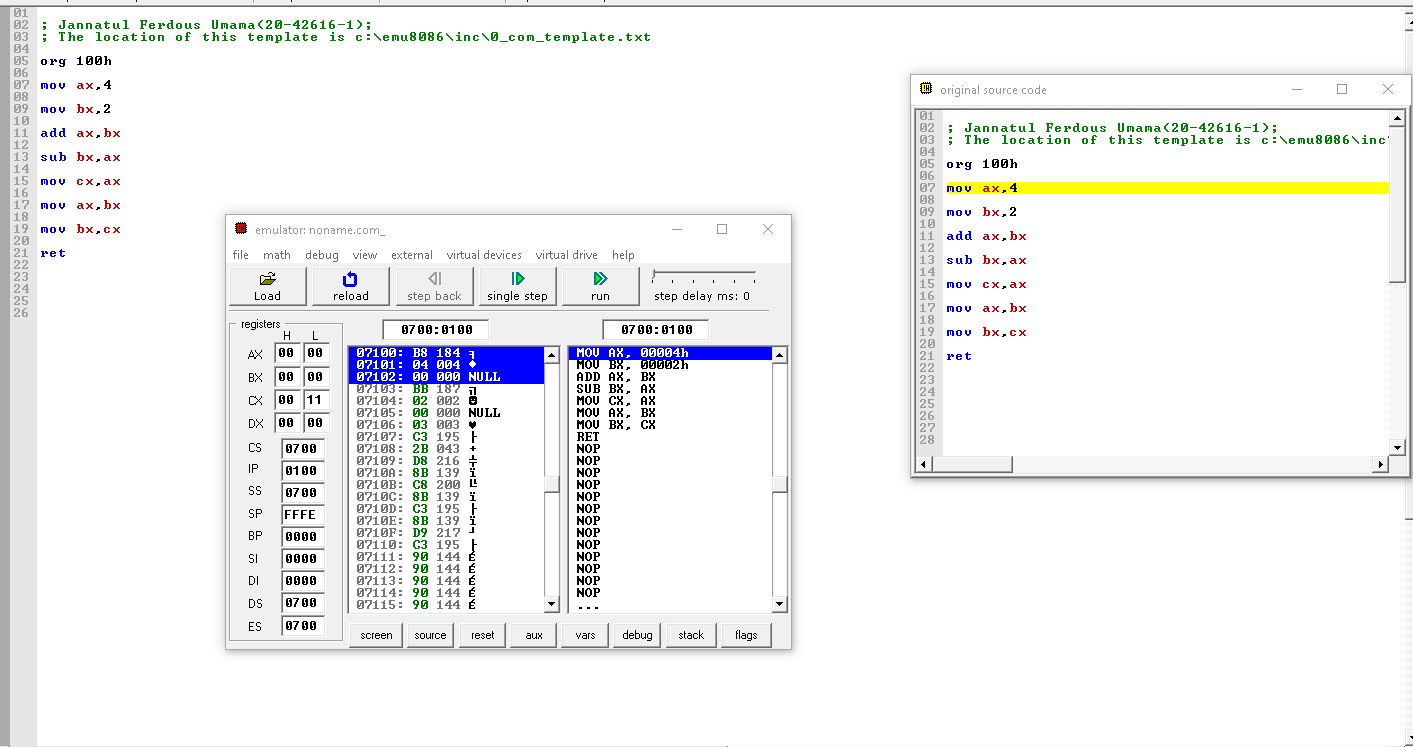 01
02 ; Jannatul Ferdous Umama(20-42616-1);
03 ; The location of this template is c:\emu8086\inc\0_com_template.txt
04
05 org 100h
06
07 mov ax,4
08
09 mov bx,2
10
11 add ax,bx
12
13 sub bx,ax
14
15 mov cx,ax
16
17 mov ax,bx
18
19 mov bx,cx
20
21 ret
22
23
24
25
26
emulator: noname.com_
file math debug view external virtual devices virtual drive help
Load reload step back single step run step delay ms: 0
registers
H L
AX 00 00
BX 00 00
CX 00 11
DX 00 00
CS 0700
IP 0100
SS 0700
SP FFFE
BP 0000
SI 0000
DI 0000
DS 0700
ES 0700
0700:0100
07100: B8 184 ╕
07101: 04 004 ♦
07102: 00 000 NULL
07103: BB 187 ╗
07104: 02 002 ☻
07105: 00 000 NULL
07106: 03 003 ♥
07107: C3 195 ├
07108: 2B 043 +
07109: D8 216 ╪
0710A: 8B 139 ï
0710B: C8 200 ╚
0710C: 8B 139 ï
0710D: C3 195 ├
0710E: 8B 139 ï
0710F: D9 217 ┘
07110: C3 195 ├
07111: 90 144 É
07112: 90 144 É
07113: 90 144 É
07114: 90 144 É
07115: 90 144 É
0700:0100
MOV AX, 00004h
MOV BX, 00002h
ADD AX, BX
SUB BX, AX
MOV CX, AX
MOV AX, BX
MOV BX, CX
RET
NOP
NOP
NOP
NOP
NOP
NOP
NOP
NOP
NOP
NOP
NOP
NOP
NOP
...
screen source reset aux vars debug stack flags
original source code
01
02 ; Jannatul Ferdous Umama(20-42616-1);
03 ; The location of this template is c:\emu8086\inc
04
05 org 100h
06
07 mov ax,4
08
09 mov bx,2
10
11 add ax,bx
12
13 sub bx,ax
14
15 mov cx,ax
16
17 mov ax,bx
18
19 mov bx,cx
20
21 ret
22
23
24
25
26
27
28